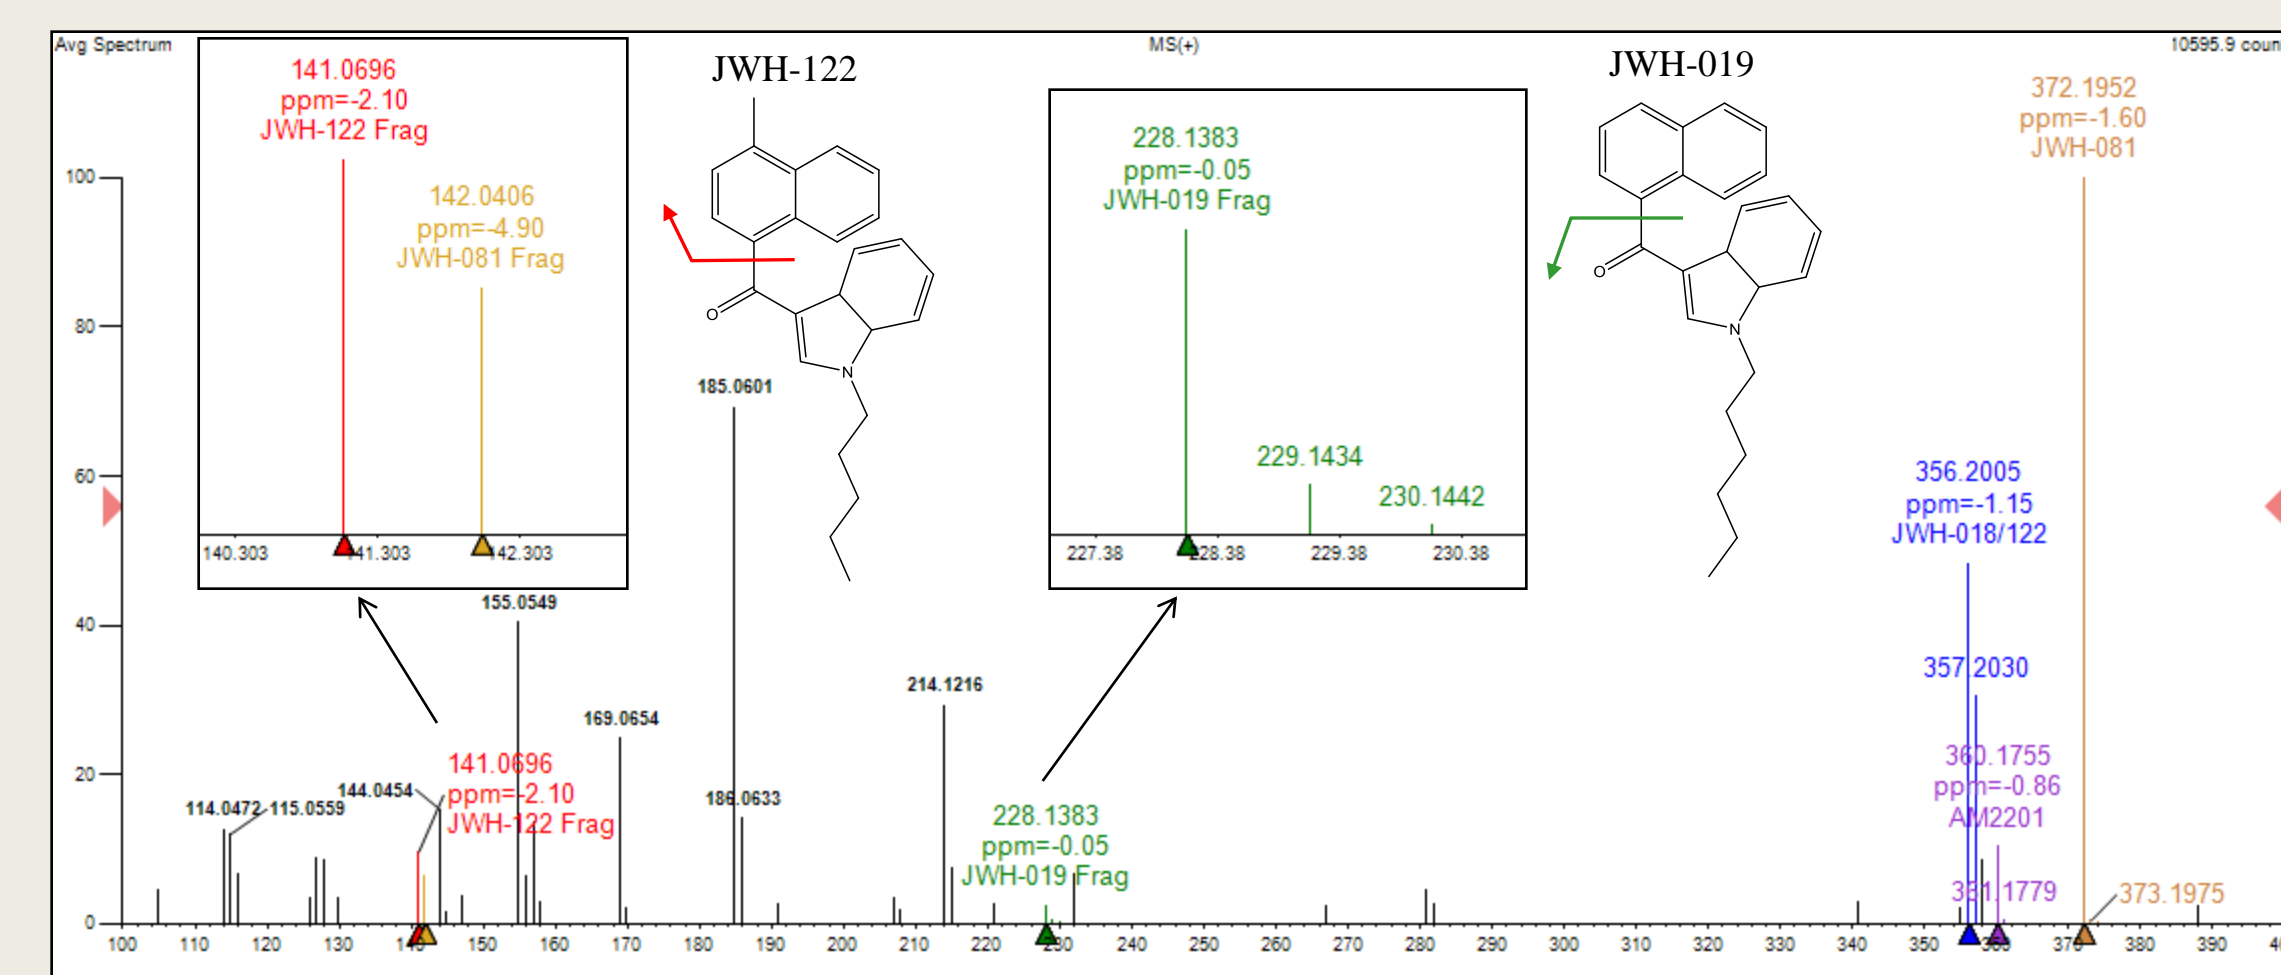 Avg Spectrum
MS(+)
10595.9 coun
141.0696
ppm=-2.10
JWH-122 Frag
142.0406
ppm=-4.90
JWH-081 Frag
140.303
141.303
142.303
JWH-122
O
N
228.1383
ppm=-0.05
JWH-019 Frag
229.1434
230.1442
227.38
228.38
229.38
230.38
JWH-019
O
N
372.1952
ppm=-1.60
JWH-081
356.2005
ppm=-1.15
JWH-018/122
357.2030
360.1755
ppm=-0.86
AM2201
361.1779
373.1975
185.0601
155.0549
169.0654
214.1216
186.0633
144.0454
114.0472
115.0559
141.0696
ppm=-2.10
JWH-122 Frag
228.1383
ppm=-0.05
JWH-019 Frag
100
80
60
40
20
0
100 110 120 130 140 150 160 170 180 190 200 210 220 230 240 250 260 270 280 290 300 310 320 330 340 350 360 370 380 390